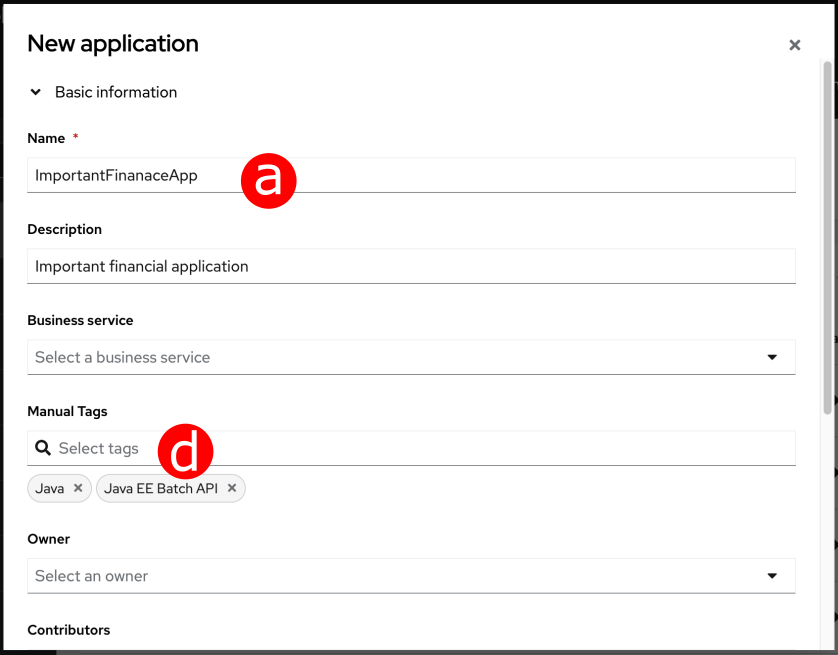 New application
Basic information
Name *
ImportantFinanaceApp a
Description
Important financial application
Business service
Select a business service
Manual Tags
Select tags d
Java Java EE Batch API
Owner
Select an owner
Contributors